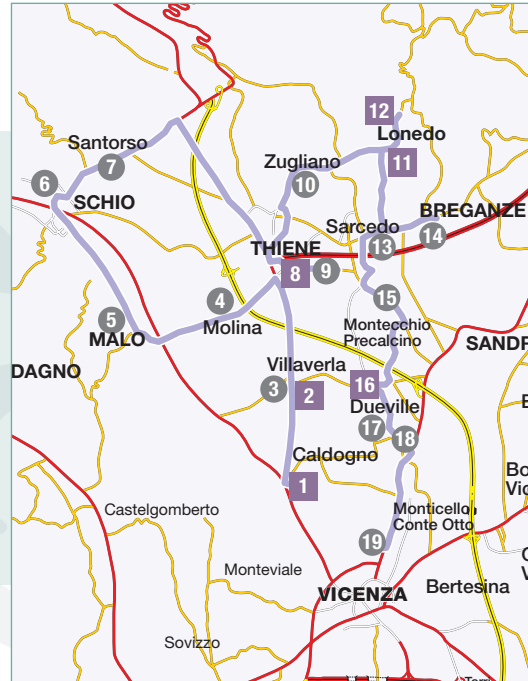 12
Lonedo
Santorso
7
Zugliano
11
6
10
SCHIO
BREGANZE
Sarcedo
13
14
THIENE
8
9
4
15
5
Molina
Montecchio
Precalcino
MALO
SANDR
DAGNO
Villaverla
16
3
2
Dueville
17
18
Caldogno
1
Castelgomberto
Monticello
Conte Otto
19
Monteviale
Bertesina
VICENZA
Sovizzo